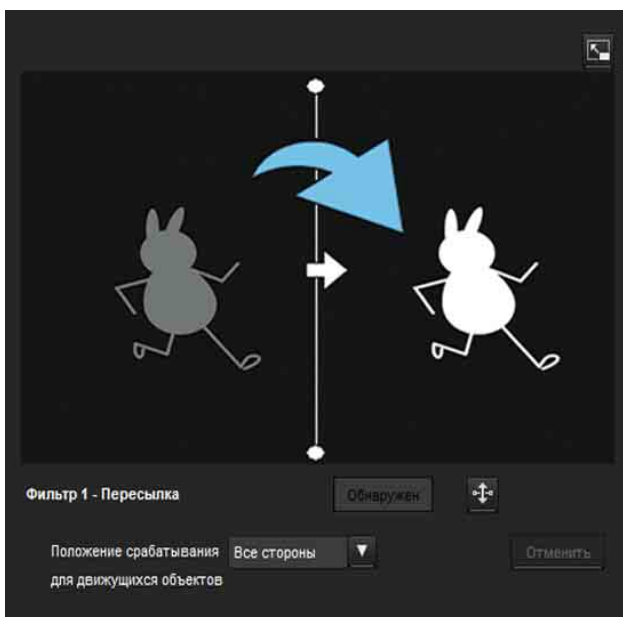 Фильтр 1 - Пересылка
Обнаружен
Положение срабатывания
Все стороны
Отменить
для движущихся объектов